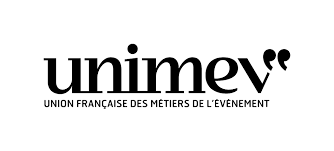 unimev”
UNION FRANÇAISE DES MÉTIERS DE L'ÉVÉNEMENT